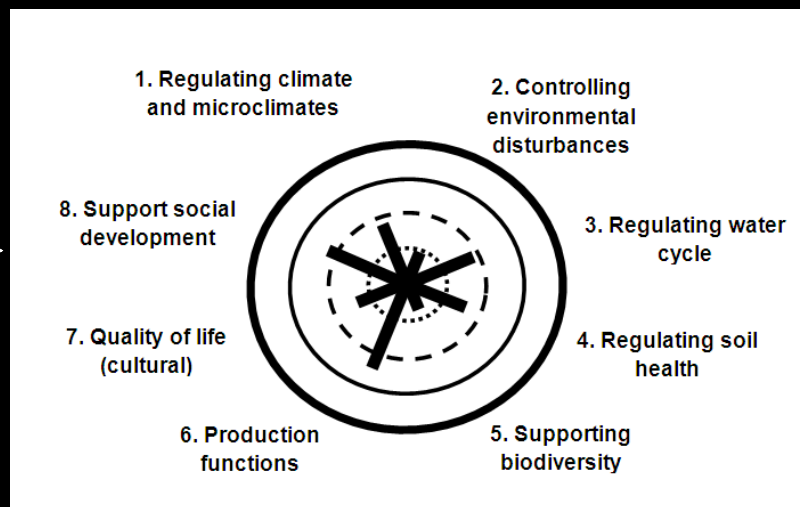 1. Regulating climate
and microclimates
2. Controlling
environmental
disturbances
3. Regulating water
cycle
4. Regulating soil
health
5. Supporting
biodiversity
6. Production
functions
7. Quality of life
(cultural)
8. Support social
development